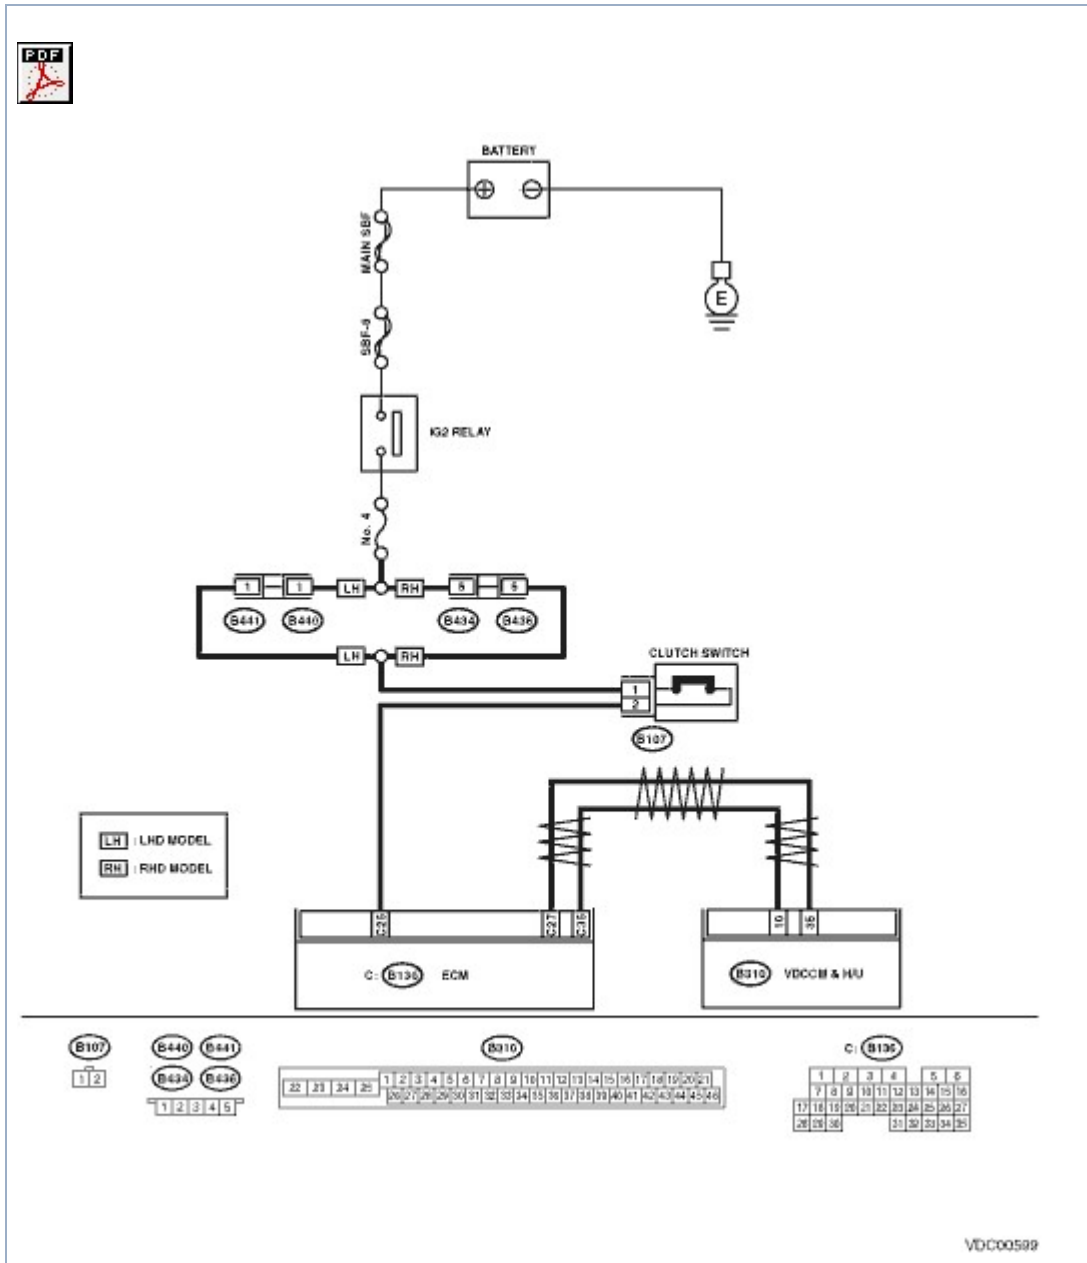 PDF
BATTERY
MAIN SBF
E
SBF-6
IG2 RELAY
No. 4
1 1 LH RH 5 5
B441 B440 B434 B436
LH RH
CLUTCH SWITCH
1
2
B107
LH : LHD MODEL
RH : RHD MODEL
C25 C27 C35 10 35
C: B136 ECM
B310 VDCCM & H/U
B107 B440 B441 B310 C: B136
B434 B436
1 2
1 2 3 4 5
22 23 24 25 1 2 3 4 5 6 7 8 9 10 11 12 13 14 15 16 17 18 19 20 21
26 27 28 29 30 31 32 33 34 35 36 37 38 39 40 41 42 43 44 45 46
1 2 3 4 5 6
7 8 9 10 11 12 13 14 15 16
17 18 19 20 21 22 23 24 25 26 27
28 29 30 31 32 33 34 35
VDC00599